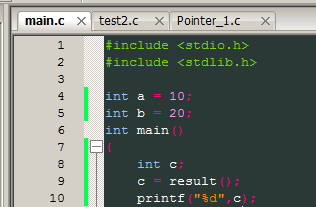 main.c test2.c Pointer_1.c
1 #include <stdio.h>
2 #include <stdlib.h>
3
4 int a = 10;
5 int b = 20;
6 int main()
7 {
8 int c;
9 c = result();
10 printf("%d",c);